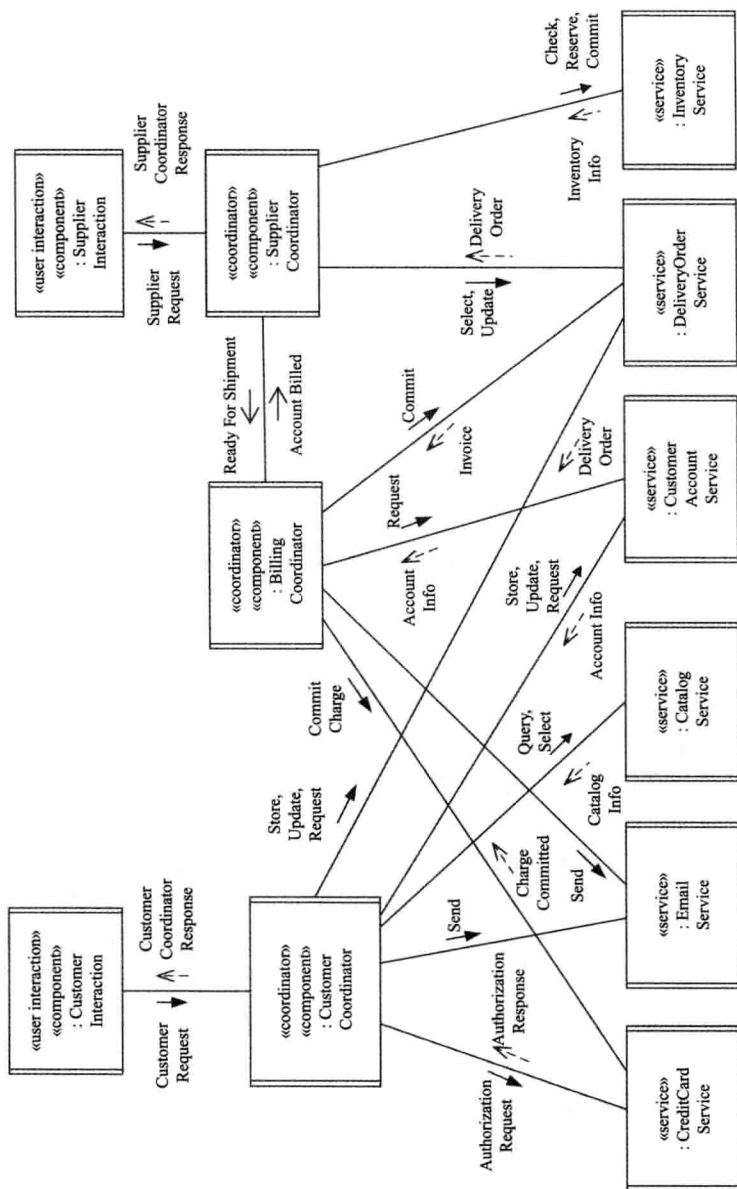 «user interaction»
«component»
: Customer
Interaction
«user interaction»
«component»
: Supplier
Interaction
Customer
Request
Customer
Coordinator
Response
Supplier
Request
Supplier
Coordinator
Response
«coordinator»
«component»
: Customer
Coordinator
«coordinator»
«component»
: Billing
Coordinator
Ready For Shipment
Account Billed
«coordinator»
«component»
: Supplier
Coordinator
Store,
Update,
Request
Commit
Charge
Account
Info
Request
Commit
Invoice
Select,
Update
Delivery
Order
Authorization
Request
Authorization
Response
Send
Charge
Committed
Send
Query,
Select
Catalog Info
Store,
Update,
Request
Account Info
Delivery
Order
Inventory
Info
Check,
Reserve,
Commit
«service»
: CreditCard
Service
«service»
: Email
Service
«service»
: Catalog
Service
«service»
: Customer
Account
Service
«service»
: DeliveryOrder
Service
«service»
: Inventory
Service